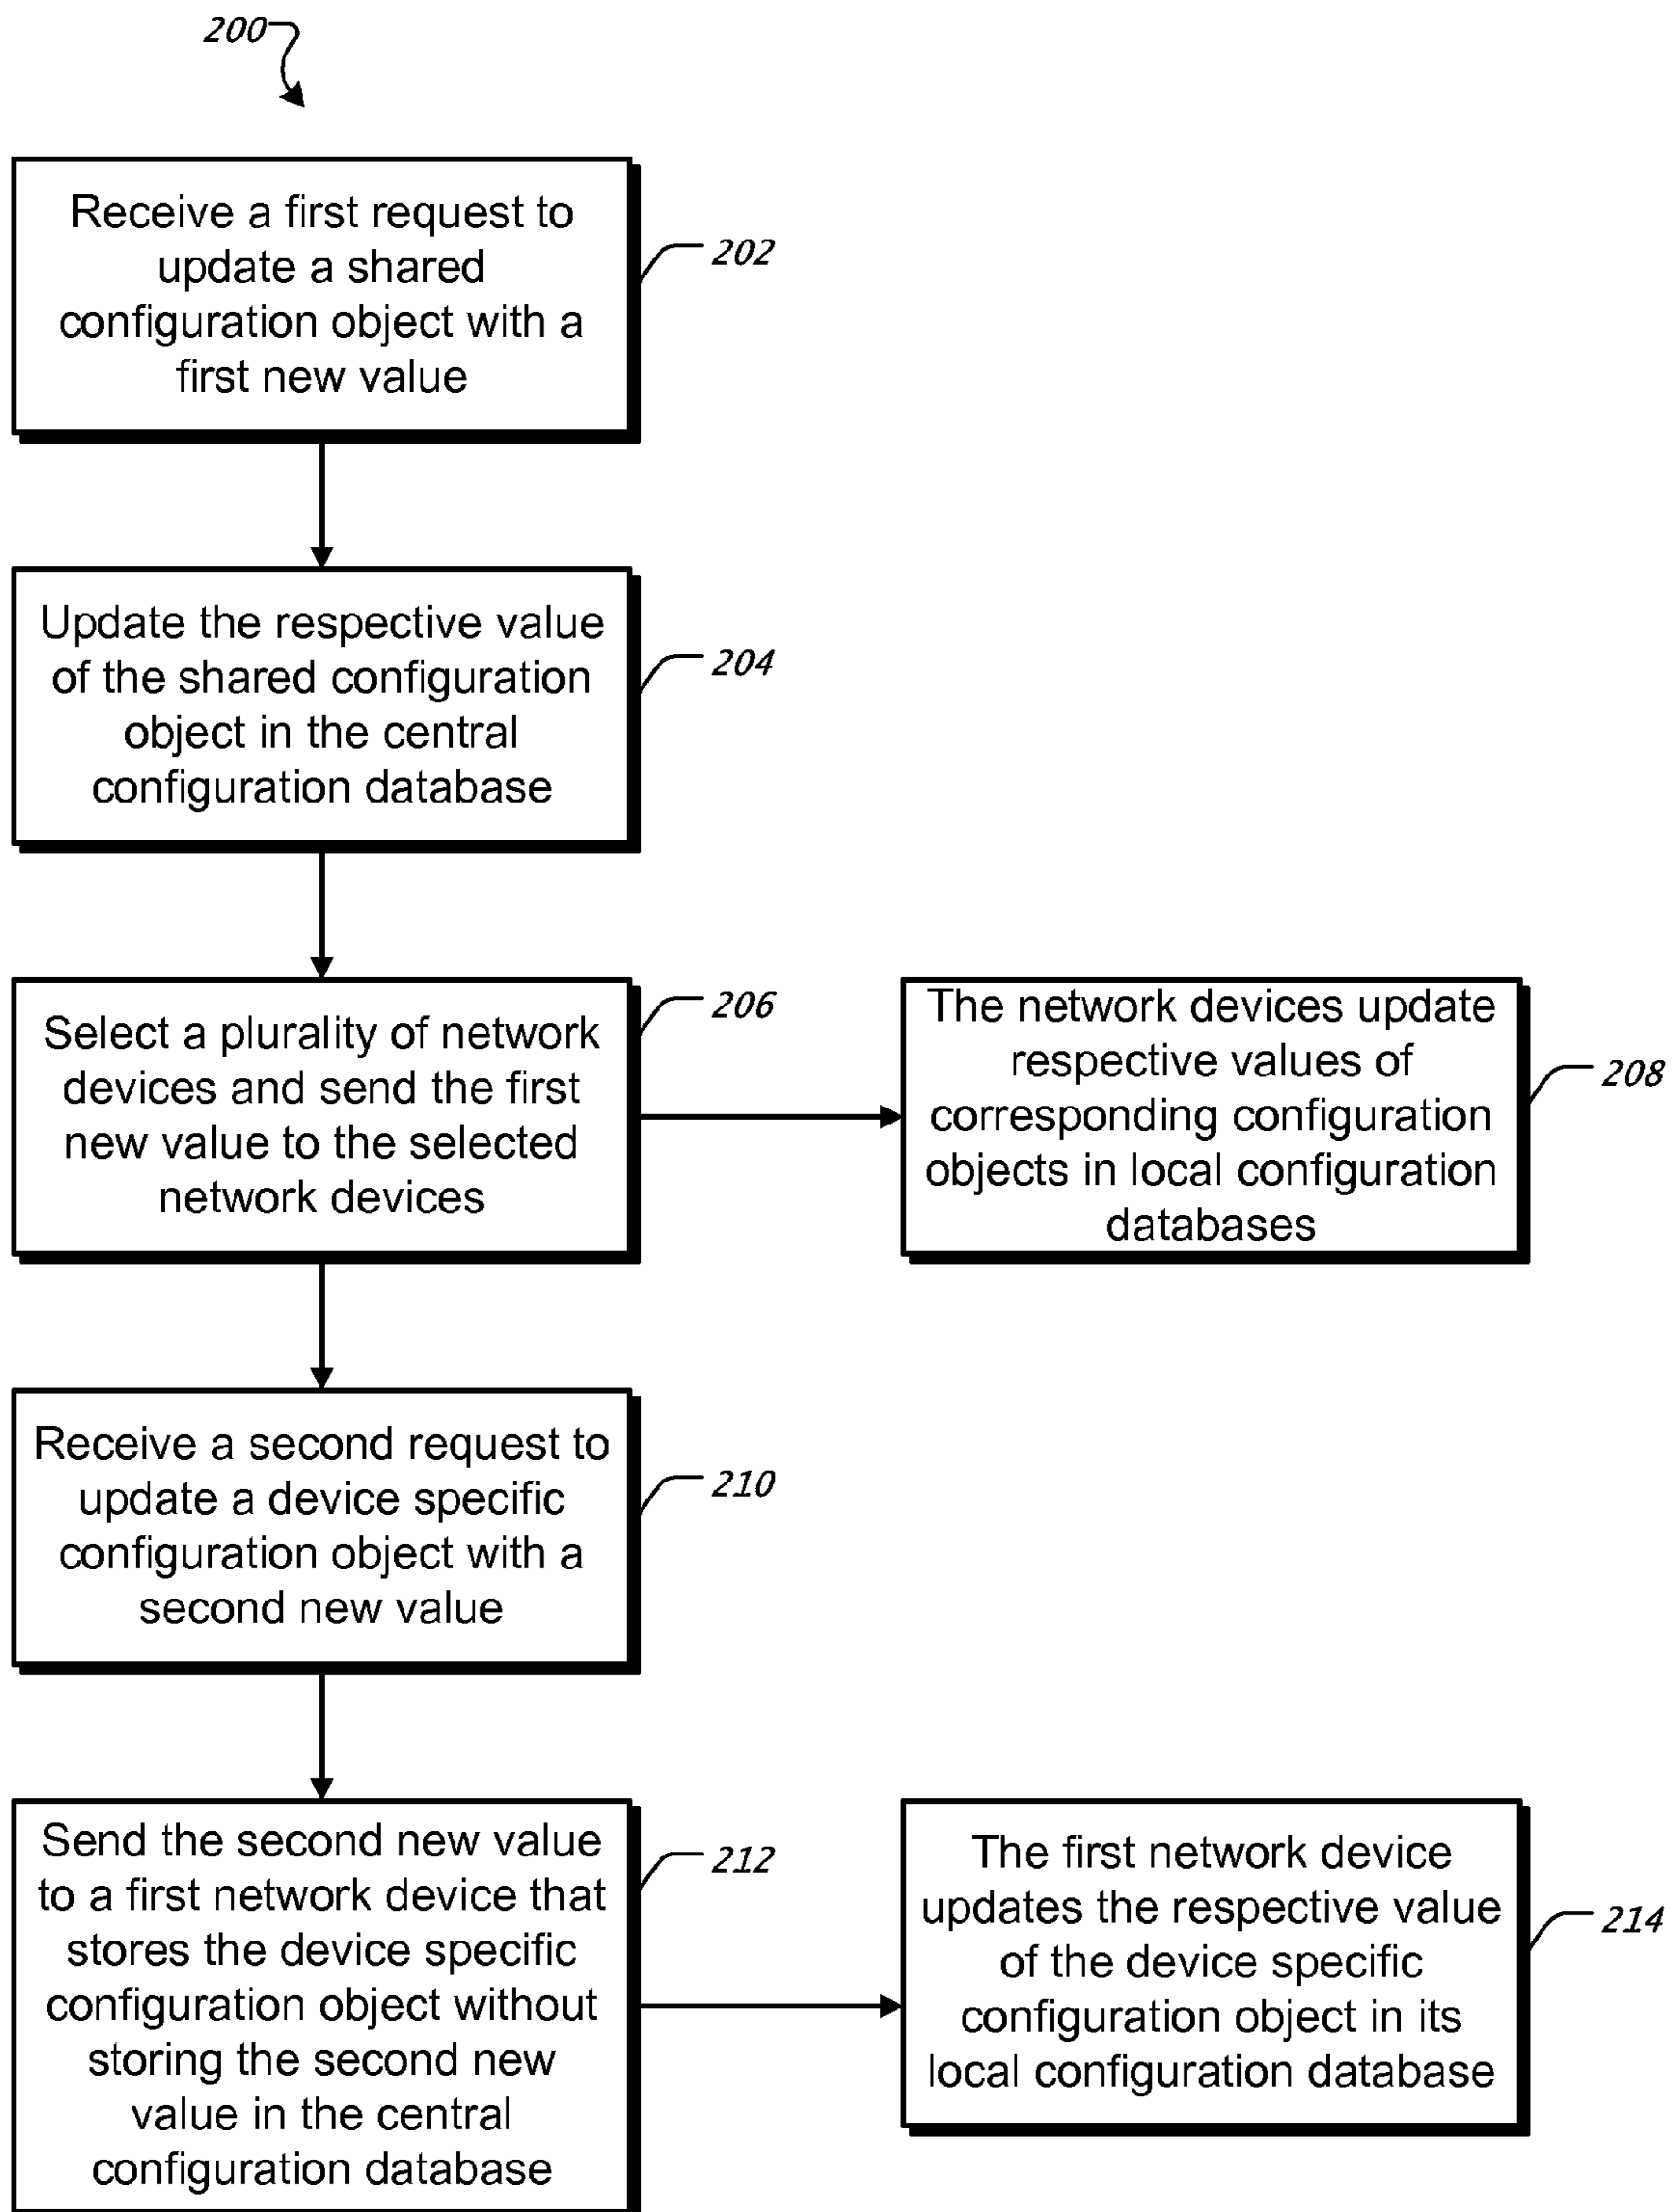 200
Receive a first request to
update a shared
configuration object with a
first new value
202
Update the respective value
of the shared configuration
object in the central
configuration database
204
Select a plurality of network
devices and send the first
new value to the selected
network devices
206
The network devices update
respective values of
corresponding configuration
objects in local configuration
databases
208
Receive a second request to
update a device specific
configuration object with a
second new value
210
Send the second new value
to a first network device that
stores the device specific
configuration object without
storing the second new
value in the central
configuration database
212
The first network device
updates the respective value
of the device specific
configuration object in its
local configuration database
214